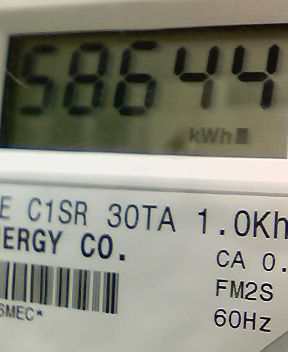 58644
kWh
E C1SR 30TA 1.0Kh
ERGY CO.
CA 0.
FM2S
60Hz
SMEC*